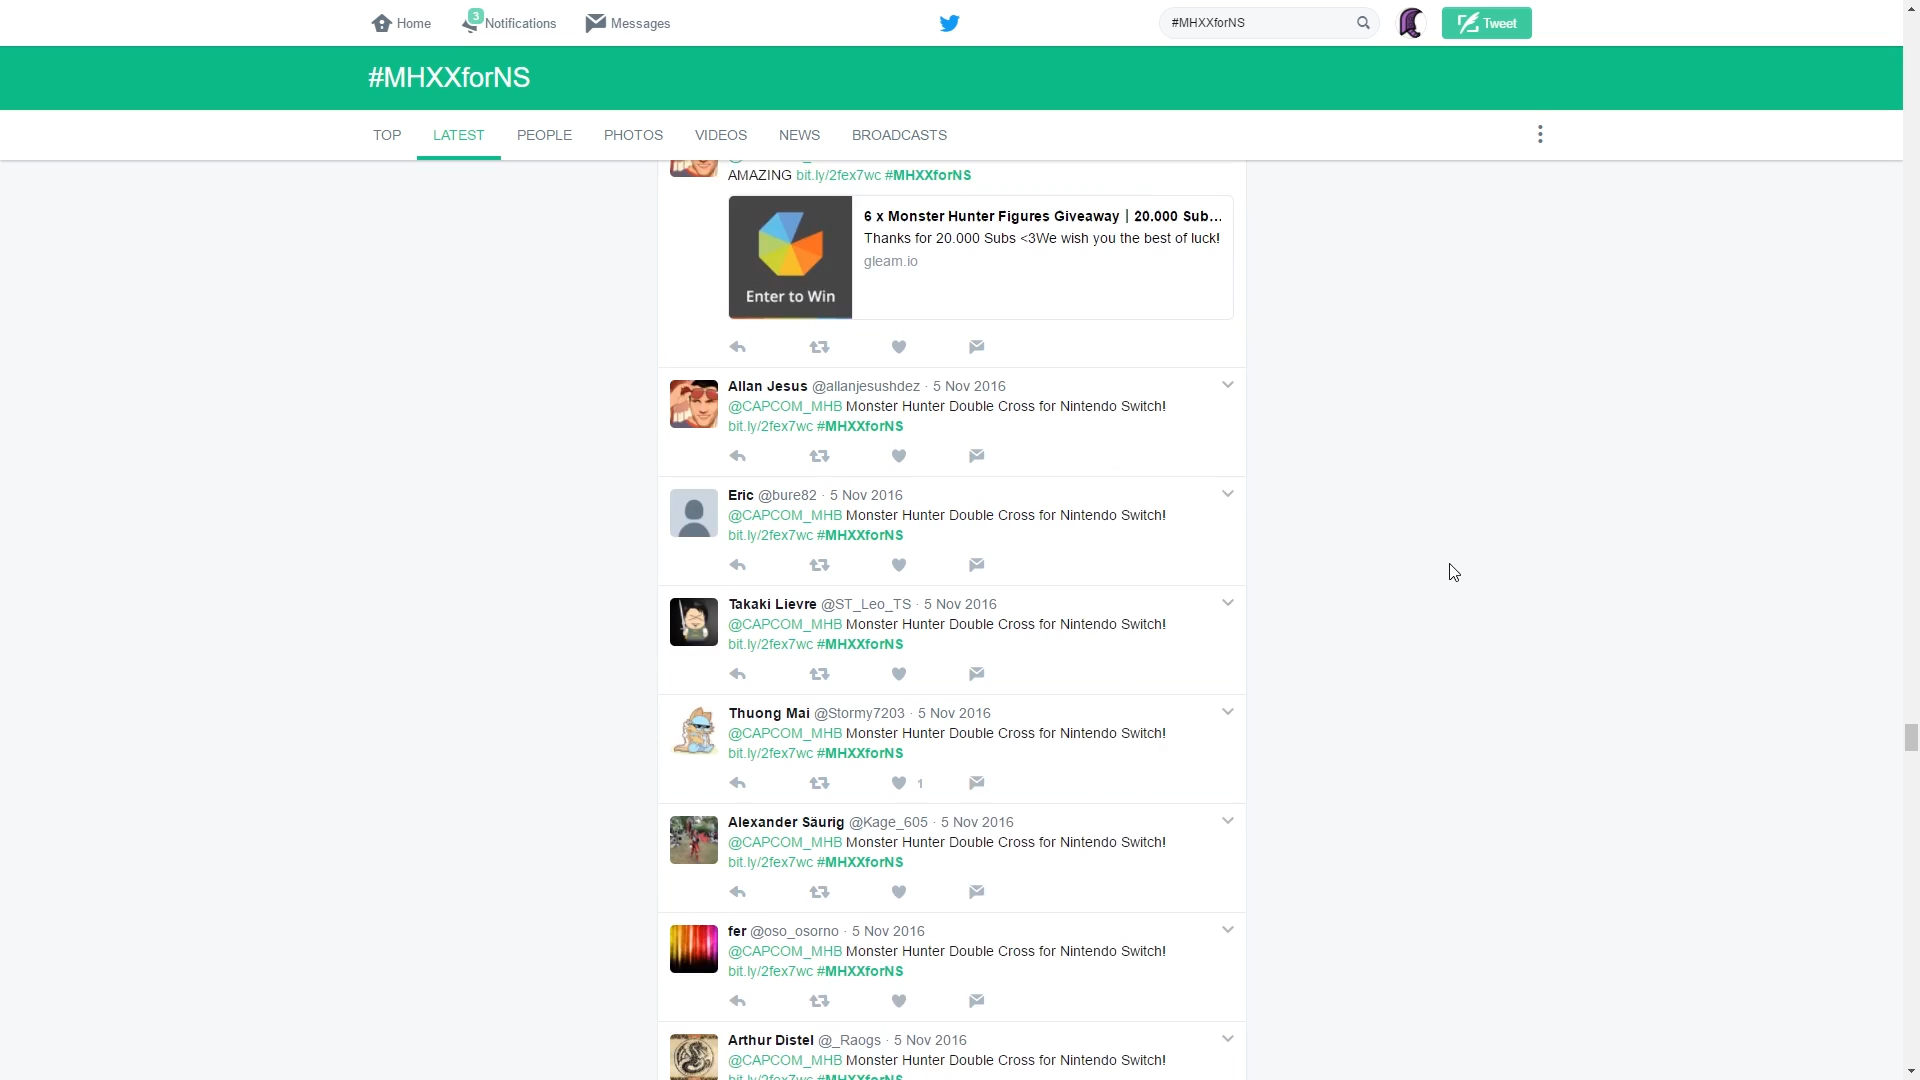 Home
3
Notifications
Messages
#MHXXforNS
Tweet
#MHXXforNS
TOP
LATEST
PEOPLE
PHOTOS
VIDEOS
NEWS
BROADCASTS
AMAZING bit.ly/2fex7wc #MHXXforNS
6 x Monster Hunter Figures Giveaway | 20.000 Sub...
Thanks for 20.000 Subs <3We wish you the best of luck!
gleam.io
Enter to Win
Allan Jesus @allanjesushdez · 5 Nov 2016
@CAPCOM_MHB Monster Hunter Double Cross for Nintendo Switch!
bit.ly/2fex7wc #MHXXforNS
Eric @bure82 · 5 Nov 2016
@CAPCOM_MHB Monster Hunter Double Cross for Nintendo Switch!
bit.ly/2fex7wc #MHXXforNS
Takaki Lievre @ST_Leo_TS · 5 Nov 2016
@CAPCOM_MHB Monster Hunter Double Cross for Nintendo Switch!
bit.ly/2fex7wc #MHXXforNS
Thuong Mai @Stormy7203 · 5 Nov 2016
@CAPCOM_MHB Monster Hunter Double Cross for Nintendo Switch!
bit.ly/2fex7wc #MHXXforNS
1
Alexander Säurig @Kage_605 · 5 Nov 2016
@CAPCOM_MHB Monster Hunter Double Cross for Nintendo Switch!
bit.ly/2fex7wc #MHXXforNS
fer @oso_osorno · 5 Nov 2016
@CAPCOM_MHB Monster Hunter Double Cross for Nintendo Switch!
bit.ly/2fex7wc #MHXXforNS
Arthur Distel @_Raogs · 5 Nov 2016
@CAPCOM_MHB Monster Hunter Double Cross for Nintendo Switch!
bit.ly/2fex7wc #MHXXforNS